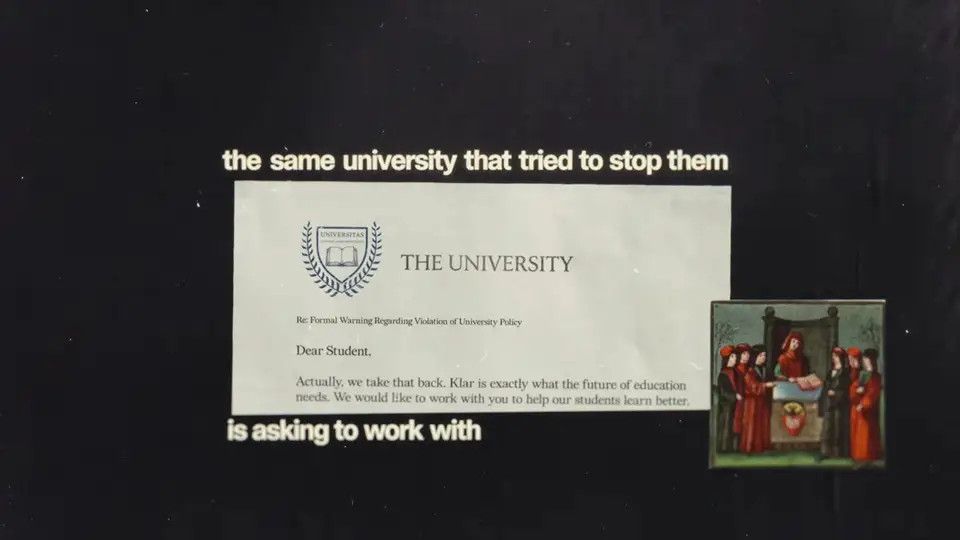 the same university that tried to stop them
UNIVERSITAS
THE UNIVERSITY
Re: Formal Warning Regarding Violation of University Policy
Dear Student,
Actually, we take that back. Klar is exactly what the future of education
needs. We would like to work with you to help our students learn better,
is asking to work with